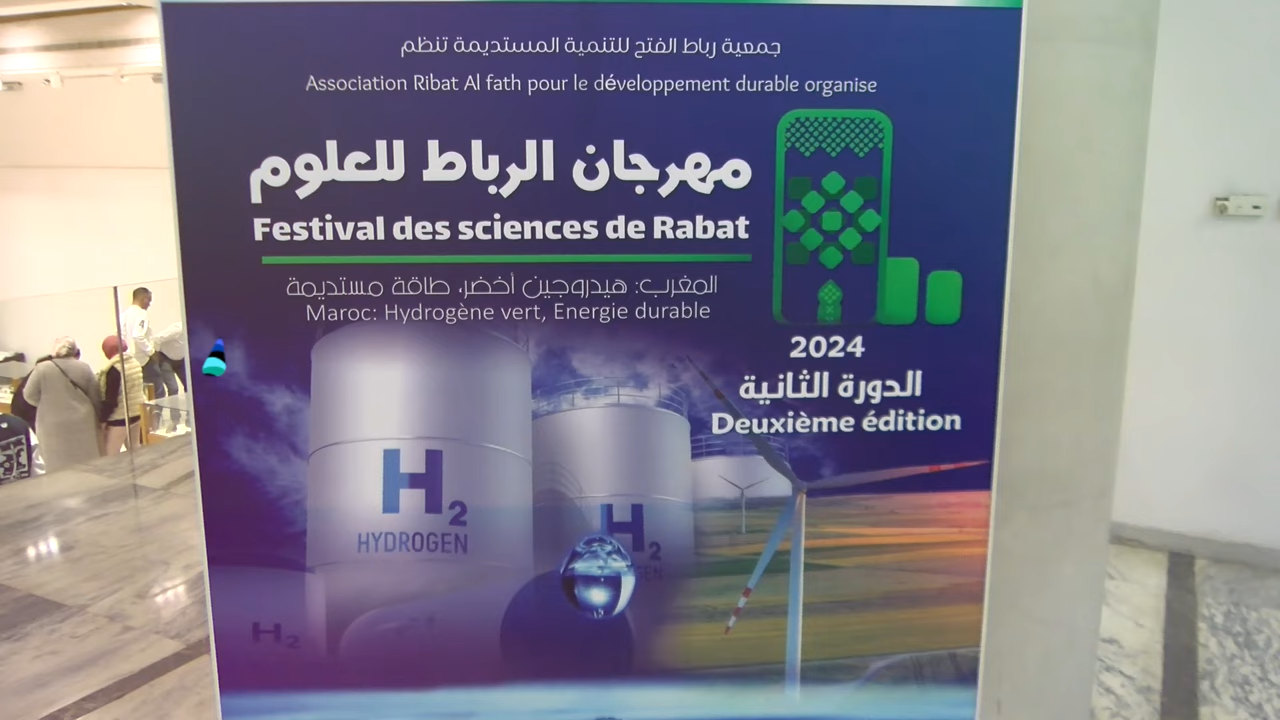 جمعية رباط الفتح للتنمية المستديمة تنظم
Association Ribat Al fath pour le développement durable organise
مهرجان الرباط للعلوم
Festival des sciences de Rabat
المغرب: هيدروجين أخضر، طاقة مستديمة
Maroc: Hydrogène vert, Energie durable
2024
الدورة الثانية
Deuxième édition
H2
HYDROGEN
H2
H2